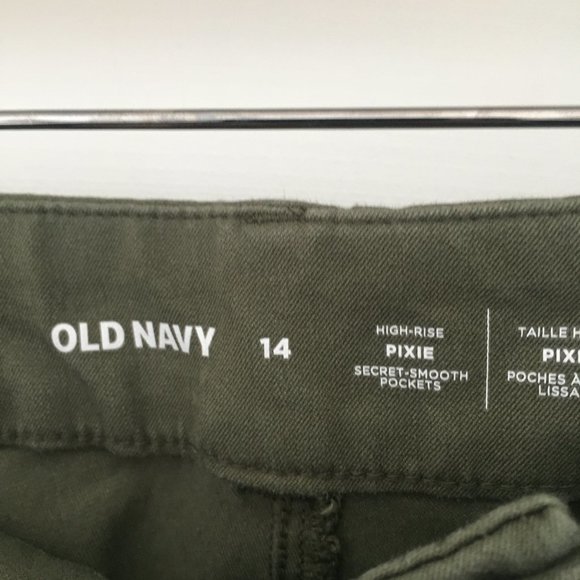 OLD NAVY
14
HIGH-RISE
PIXIE
SECRET-SMOOTH
POCKETS
TAILLE
POCHES À